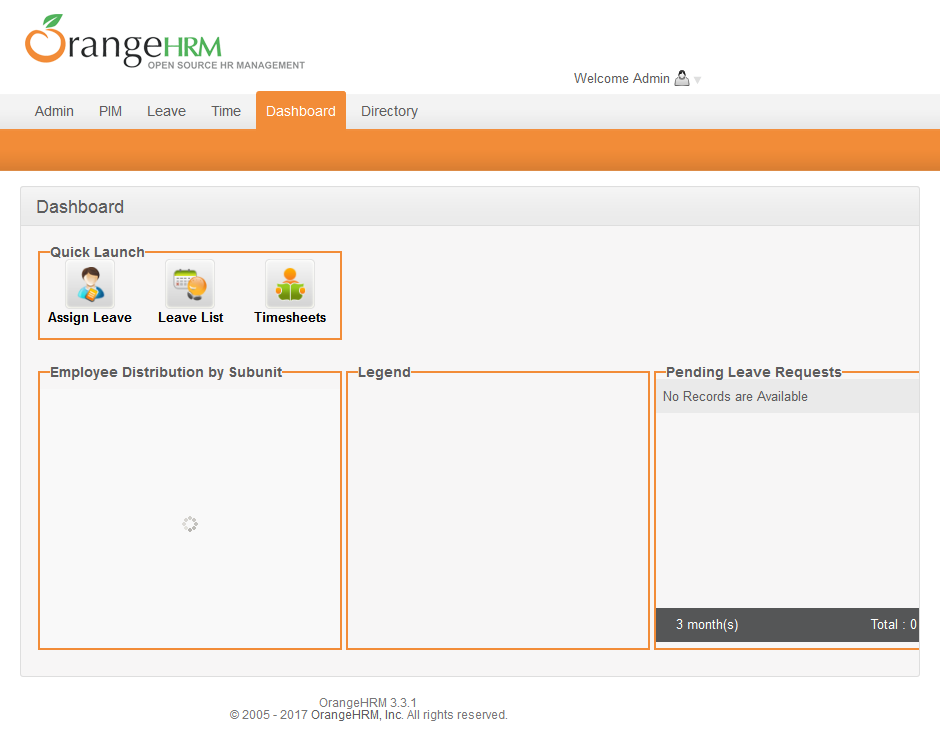 OrangeHRM
OPEN SOURCE HR MANAGEMENT
Welcome Admin
Admin PIM Leave Time Dashboard Directory
Dashboard
Quick Launch
Assign Leave Leave List Timesheets
Employee Distribution by Subunit Legend Pending Leave Requests
No Records are Available
3 month(s) Total : 0
OrangeHRM 3.3.1
© 2005 - 2017 OrangeHRM, Inc. All rights reserved.